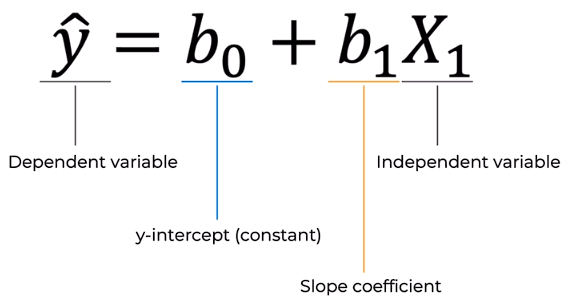 ŷ = b₀ + b₁X₁
Dependent variable
Independent variable
y-intercept (constant)
Slope coefficient